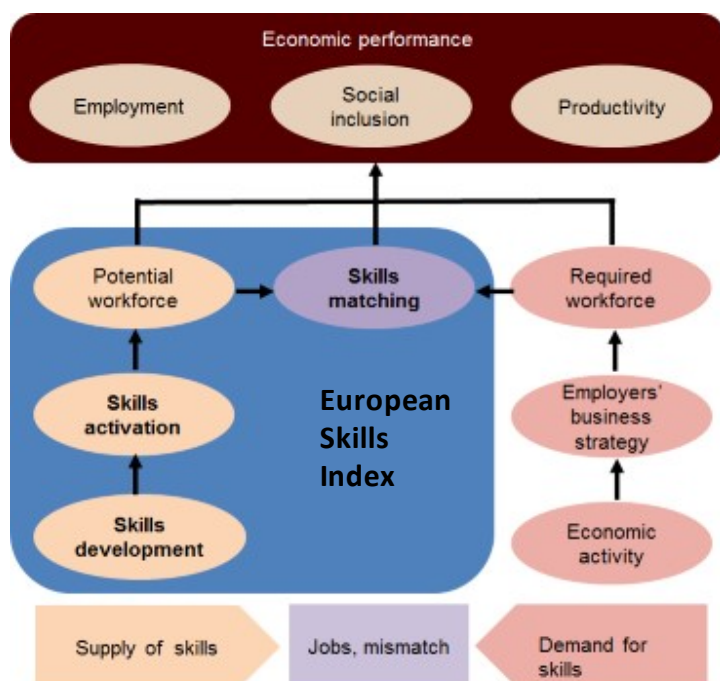 Economic performance
Employment
Social
inclusion
Productivity
Potential
workforce
Skills
matching
Required
workforce
Skills
activation
European
Skills
Index
Employers'
business
strategy
Skills
development
Economic
activity
Supply of skills
Jobs, mismatch
Demand for
skills